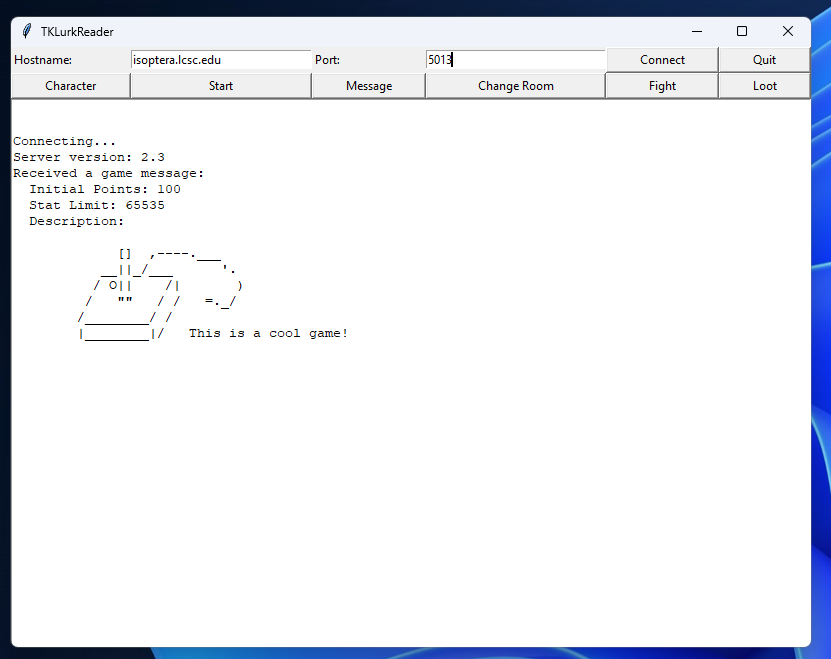 TKLurkReader
Hostname: isoptera.lcsc.edu Port: 5013 Connect Quit
Character Start Message Change Room Fight Loot
Connecting...
Server version: 2.3
Received a game message:
  Initial Points: 100
  Stat Limit: 65535
  Description:
             []  ,----.___
           __||_/___      '.
          / O||    /|       )
         /   ""   / /   =._/
        /________/ /
        |________|/   This is a cool game!